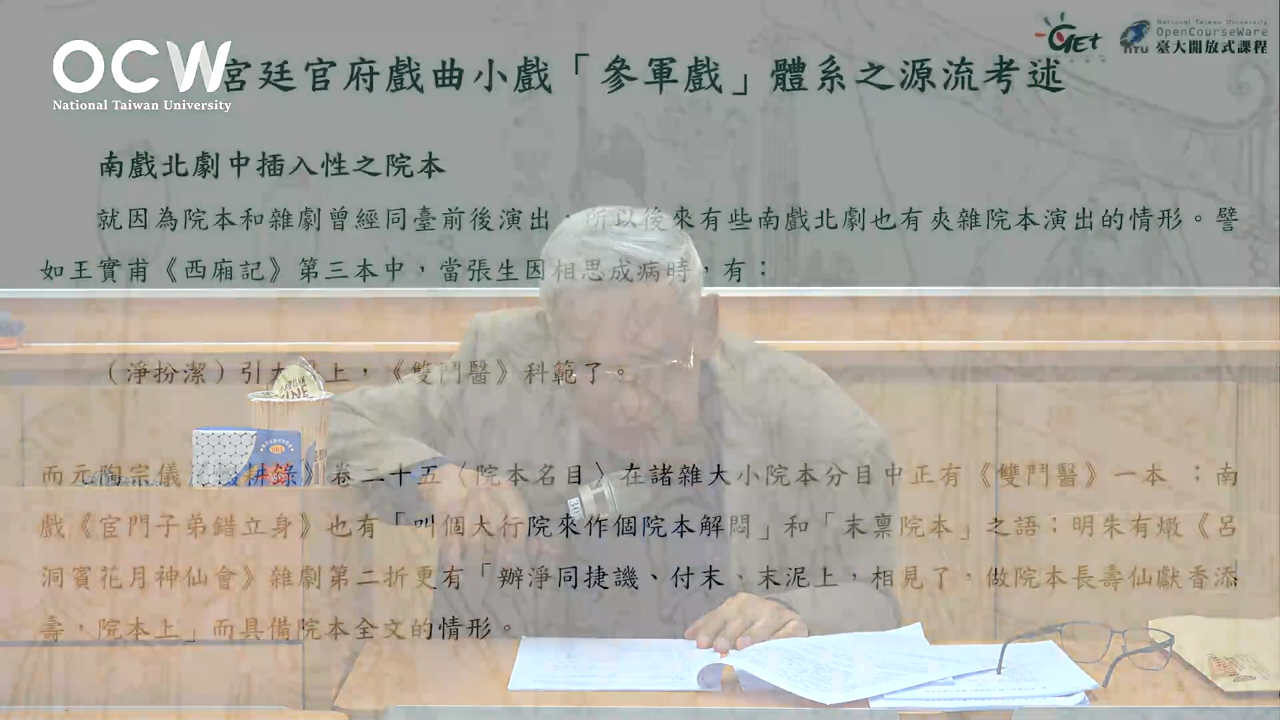 OCW
National Taiwan University
GET
NTU
National Taiwan University
OpenCourseWare
臺大開放式課程
宮廷官府戲曲小戲「參軍戲」體系之源流考述
南戲北劇中插入性之院本
就因為院本和雜劇曾經同臺前後演出,所以後來有些南戲北劇也有夾雜院本演出的情形。譬
如王實甫《西廂記》第三本中,當張生因相思成病時,有:
(淨扮潔)引太 上,《雙鬥醫》科範了。
而元陶宗儀《 耕錄》卷二十五〈院本名目〉在諸雜大小院本分目中正有《雙鬥醫》一本 ;南
戲《宦門子弟錯立身》也有「叫個大行院來作個院本解悶」和「末稟院本」之語;明朱有燉《呂
洞賓花月神仙會》雜劇第二折更有「辦淨同捷譏、付末、末泥上,相見了,做院本長壽仙獻香添
壽,院本上」而具備院本全文的情形。